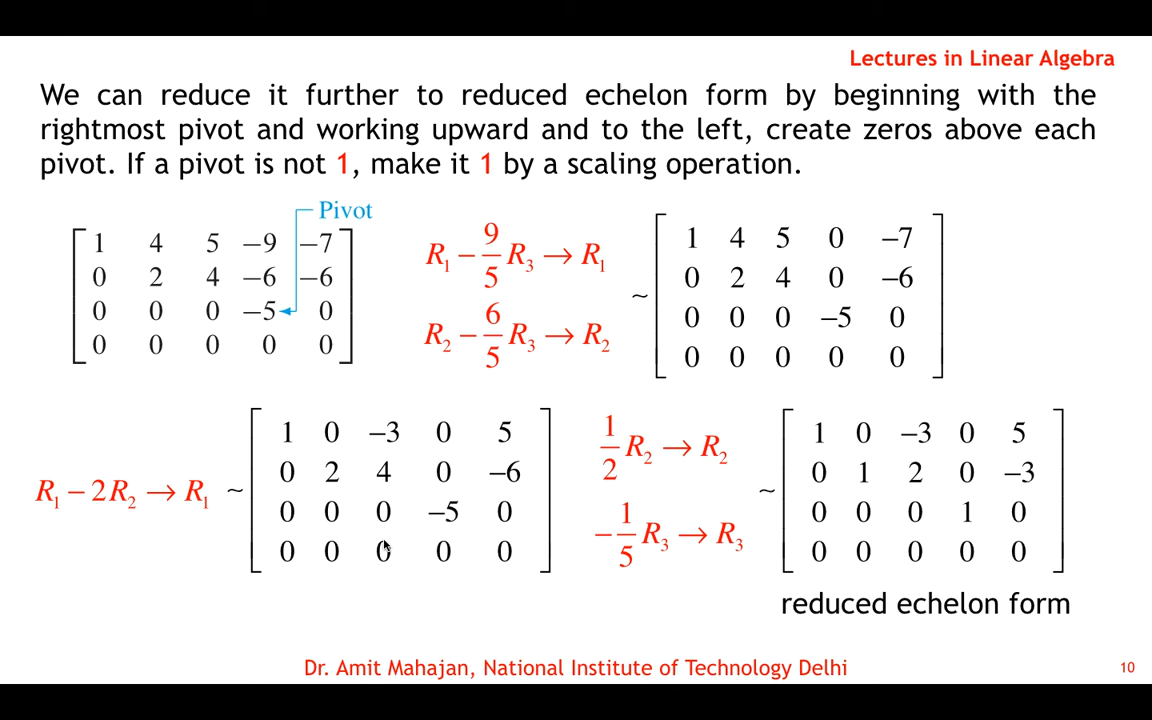 Lectures in Linear Algebra
We can reduce it further to reduced echelon form by beginning with the
rightmost pivot and working upward and to the left, create zeros above each
pivot. If a pivot is not 1, make it 1 by a scaling operation.
Pivot
1 4 5 −9 −7
0 2 4 −6 −6
0 0 0 −5 0
0 0 0 0 0
R₁ − 9/5 R₃ → R₁
R₂ − 6/5 R₃ → R₂
~
1 4 5 0 −7
0 2 4 0 −6
0 0 0 −5 0
0 0 0 0 0
R₁ − 2R₂ → R₁
~
1 0 −3 0 5
0 2 4 0 −6
0 0 0 −5 0
0 0 0 0 0
1/2 R₂ → R₂
−1/5 R₃ → R₃
~
1 0 −3 0 5
0 1 2 0 −3
0 0 0 1 0
0 0 0 0 0
reduced echelon form
Dr. Amit Mahajan, National Institute of Technology Delhi
10